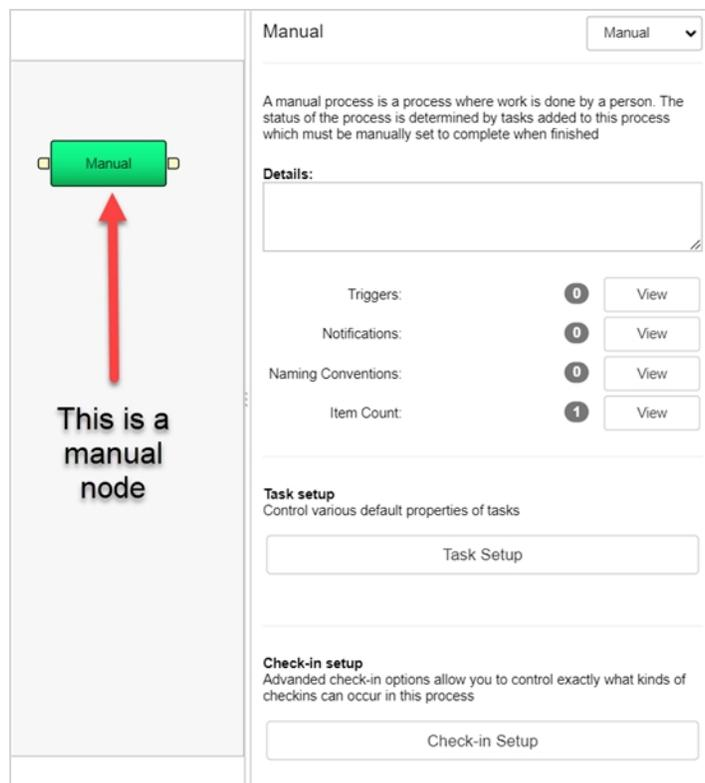 Manual
Manual
A manual process is a process where work is done by a person. The
status of the process is determined by tasks added to this process
which must be manually set to complete when finished
Manual
Details:
Triggers: 0 View
Notifications: 0 View
Naming Conventions: 0 View
Item Count: 1 View
This is a
manual
node
Task setup
Control various default properties of tasks
Task Setup
Check-in setup
Advanded check-in options allow you to control exactly what kinds of
checkins can occur in this process
Check-in Setup